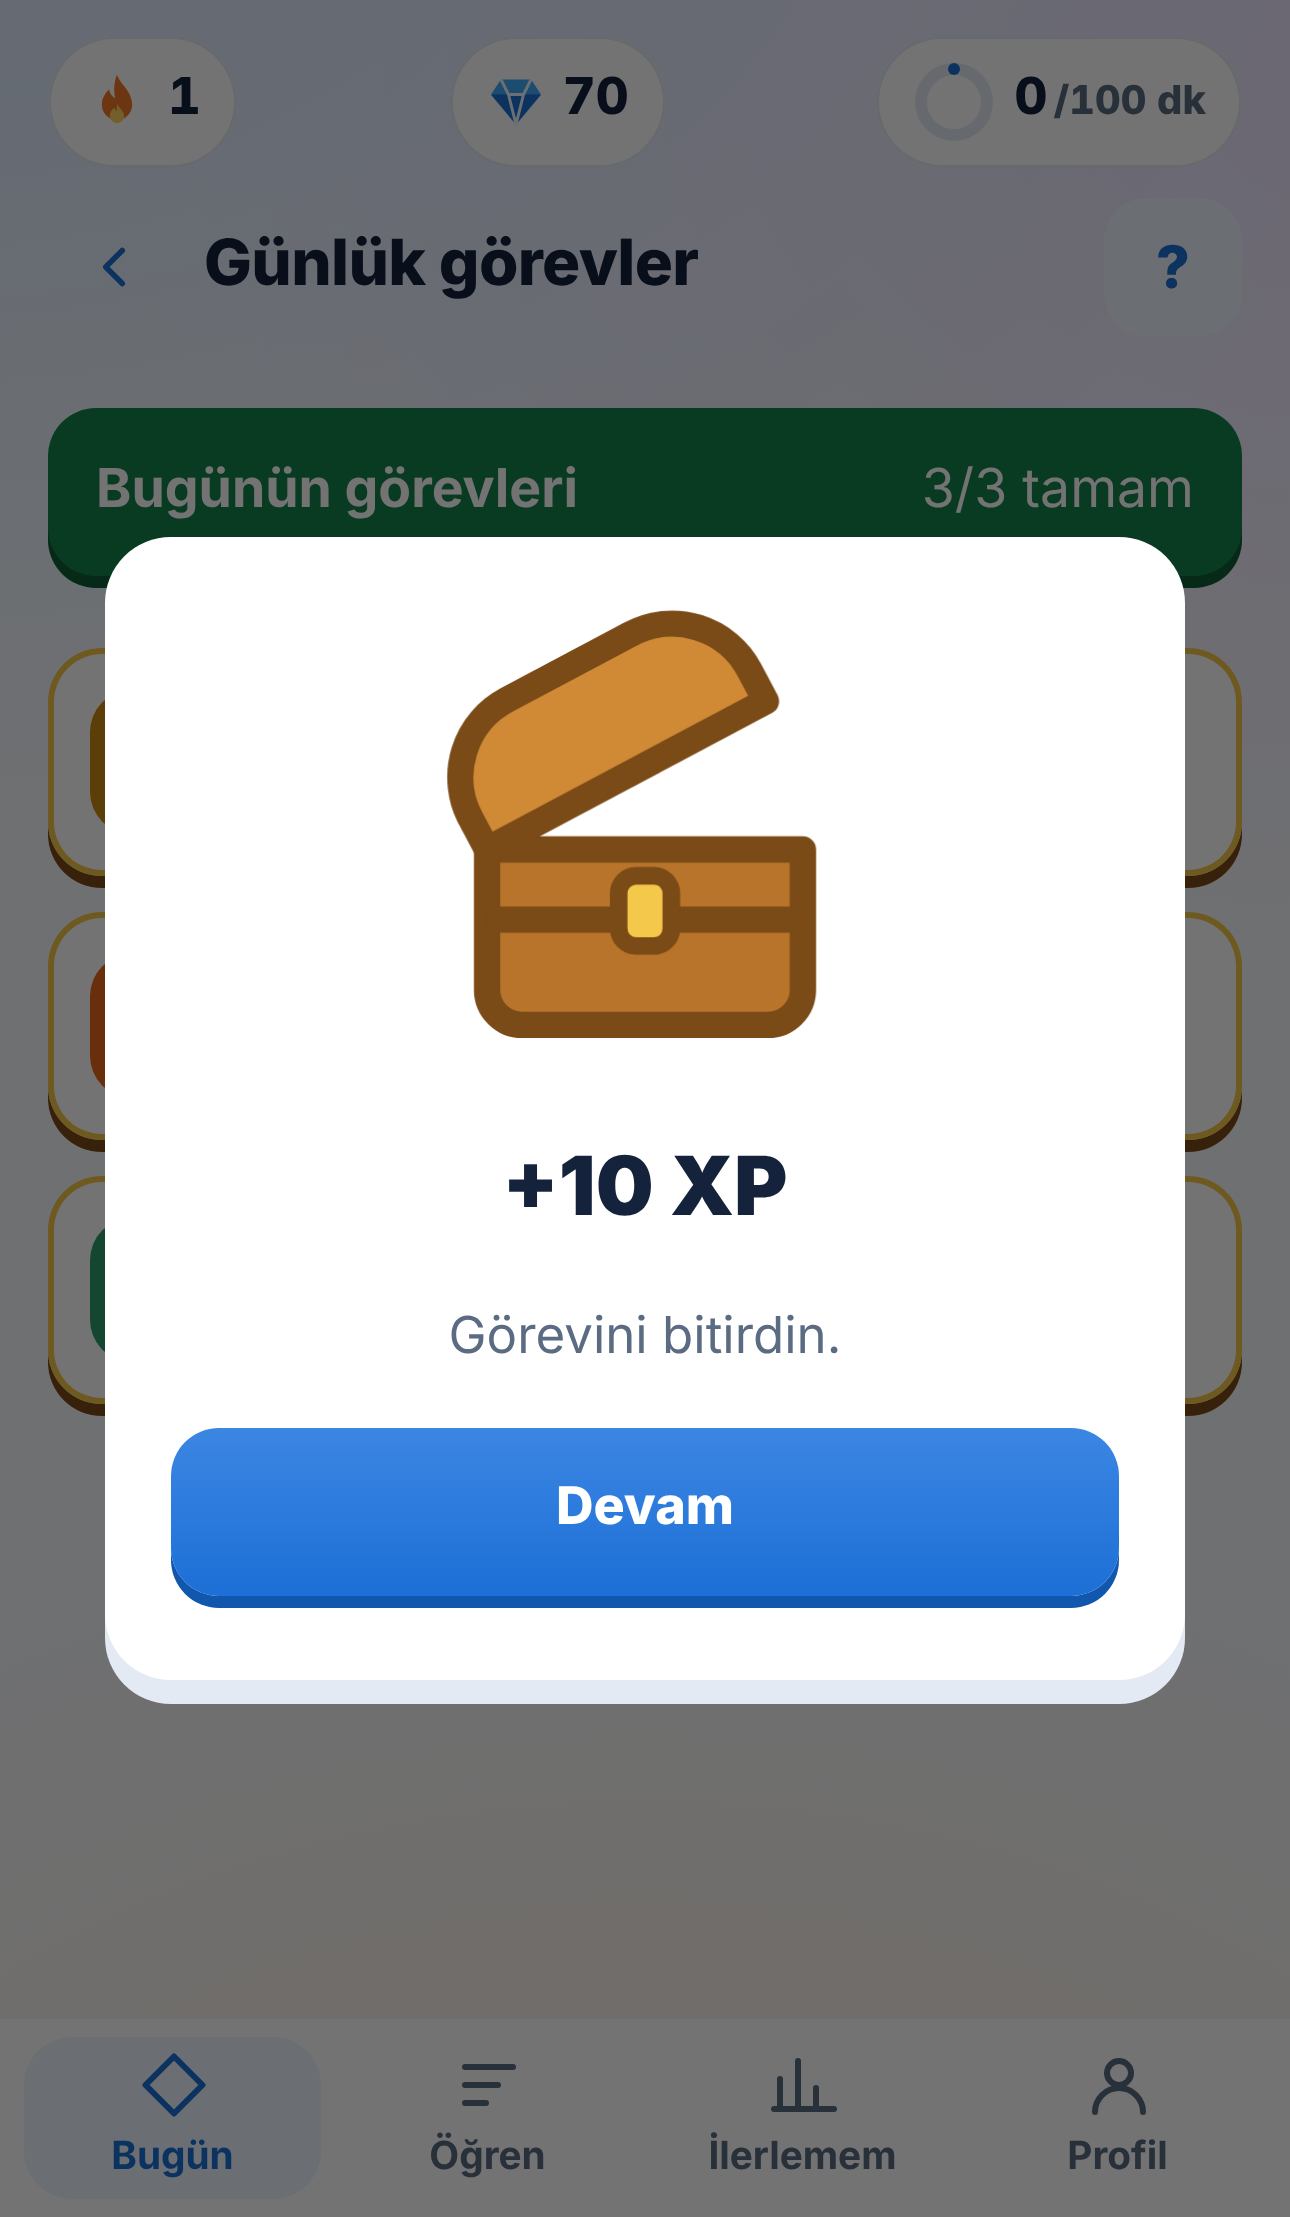 1
70
0/100 dk
Günlük görevler
?
Bugünün görevleri
3/3 tamam
+10 XP
Görevini bitirdin.
Devam
Bugün
Öğren
İlerlemem
Profil